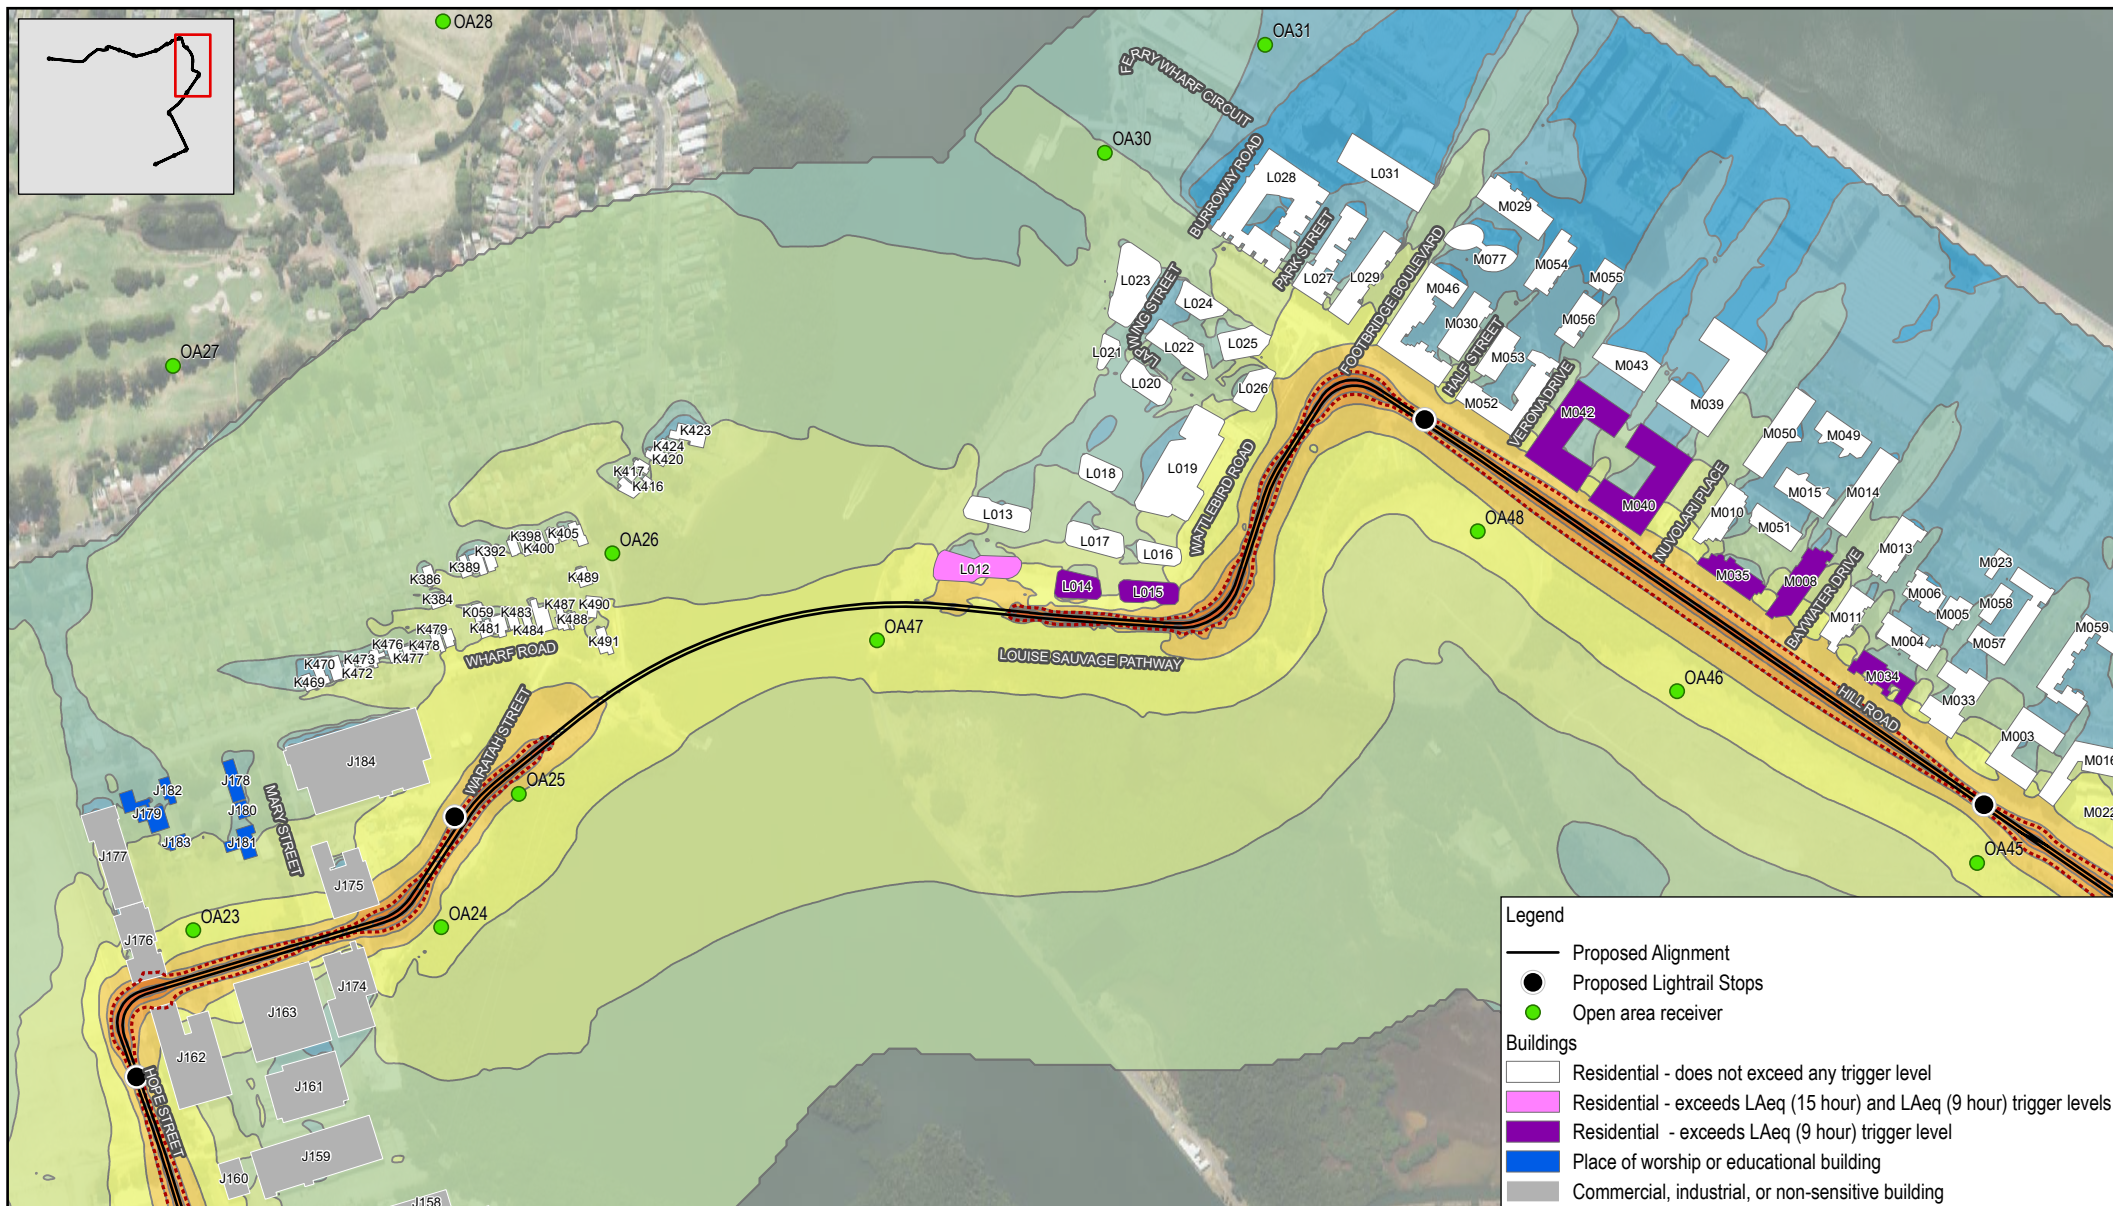 OA28
OA31
FERRY WHARF CIRCUIT
OA30
BURROWAY ROAD
L028
L031
M029
PARK STREET
FOOTBRIDGE BOULEVARD
M077
M054
M055
L023
L027
L029
M046
L024
LAPWING STREET
M030
M056
OA27
L021
L022
L025
HALF STREET
M053
M043
L020
L026
M052
VERONA DRIVE
M042
M039
K423
K424
K420
K417
K416
L018
L019
WATTLEBIRD ROAD
M050
M049
M015
M014
M040
NUVOLARI PLACE
M010
M051
OA48
L013
L017
L016
K398
K405
K400
K392
K389
OA26
K386
K384
K489
L012
L014
L015
M035
M008
BAYWATER DRIVE
M013
M023
M006
M058
M005
M011
M004
M057
M059
K059
K483
K487
K490
K488
K481
K484
K491
K479
K476
K478
K477
K473
K470
K472
K469
WHARF ROAD
OA47
LOUISE SAUVAGE PATHWAY
M034
HILL ROAD
M033
OA46
M003
M016
M022
WARATAH STREET
J184
J178
J182
J180
J179
J183
J181
MARY STREET
OA25
J177
J175
OA45
OA23
OA24
J176
J174
J163
J162
HOPE STREET
J161
J159
J160
J158
Legend
Proposed Alignment
Proposed Lightrail Stops
Open area receiver
Buildings
Residential - does not exceed any trigger level
Residential - exceeds LAeq (15 hour) and LAeq (9 hour) trigger levels
Residential - exceeds LAeq (9 hour) trigger level
Place of worship or educational building
Commercial, industrial, or non-sensitive building